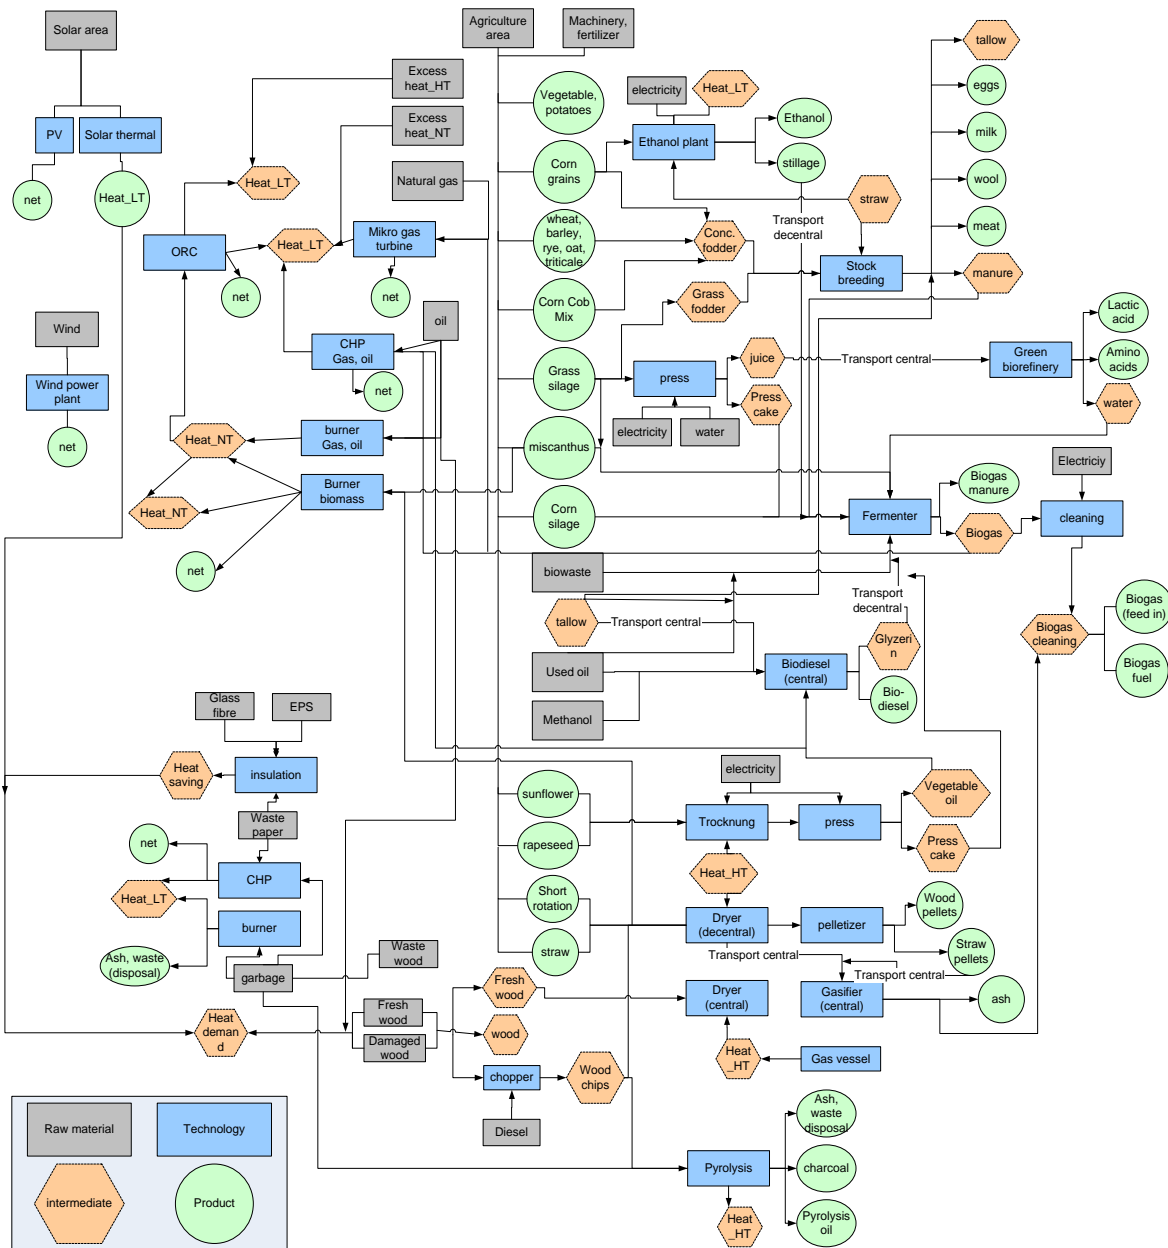 Solar area
Agriculture
area
Machinery,
fertilizer
tallow
Excess
heat_HT
electricity
Heat_LT
eggs
Vegetable,
potatoes
Excess
heat_NT
Ethanol
PV
Solar thermal
Ethanol plant
milk
stillage
Corn
grains
Natural gas
net
Heat_LT
Heat_LT
straw
wool
Transport
decentral
wheat,
barley,
rye, oat,
triticale
Mikro gas
turbine
Conc.
fodder
meat
ORC
Heat_LT
Stock
breeding
manure
net
net
Corn Cob
Mix
Grass
fodder
Lactic
acid
Wind
oil
CHP
Gas, oil
juice
Transport central
Green
biorefinery
Amino
acids
Grass
silage
press
Wind power
plant
net
Press
cake
water
electricity
water
net
Heat_NT
burner
Gas, oil
miscanthus
Electriciy
Burner
biomass
Biogas
manure
Heat_NT
Corn
silage
Fermenter
cleaning
Biogas
net
biowaste
Transport
decentral
Biogas
(feed in)
tallow
Transport central
Glyzeri
n
Biogas
cleaning
Used oil
Biodiesel
(central)
Biogas
fuel
Bio-
diesel
Glass
fibre
EPS
Methanol
Heat
saving
insulation
electricity
sunflower
Vegetable
oil
Waste
paper
Trocknung
press
net
rapeseed
Press
cake
CHP
Heat_HT
Heat_LT
Short
rotation
Wood
pellets
burner
Dryer
(decentral)
pelletizer
Ash, waste
(disposal)
Waste
wood
straw
Straw
pellets
Transport central
garbage
Transport central
Fresh
wood
Dryer
(central)
Gasifier
(central)
ash
Fresh
wood
Heat
deman
d
wood
Damaged
wood
Heat
_HT
Gas vessel
chopper
Wood
chips
Ash,
waste
disposal
Raw material
Technology
Diesel
Pyrolysis
charcoal
intermediate
Product
Heat
_HT
Pyrolysis
oil